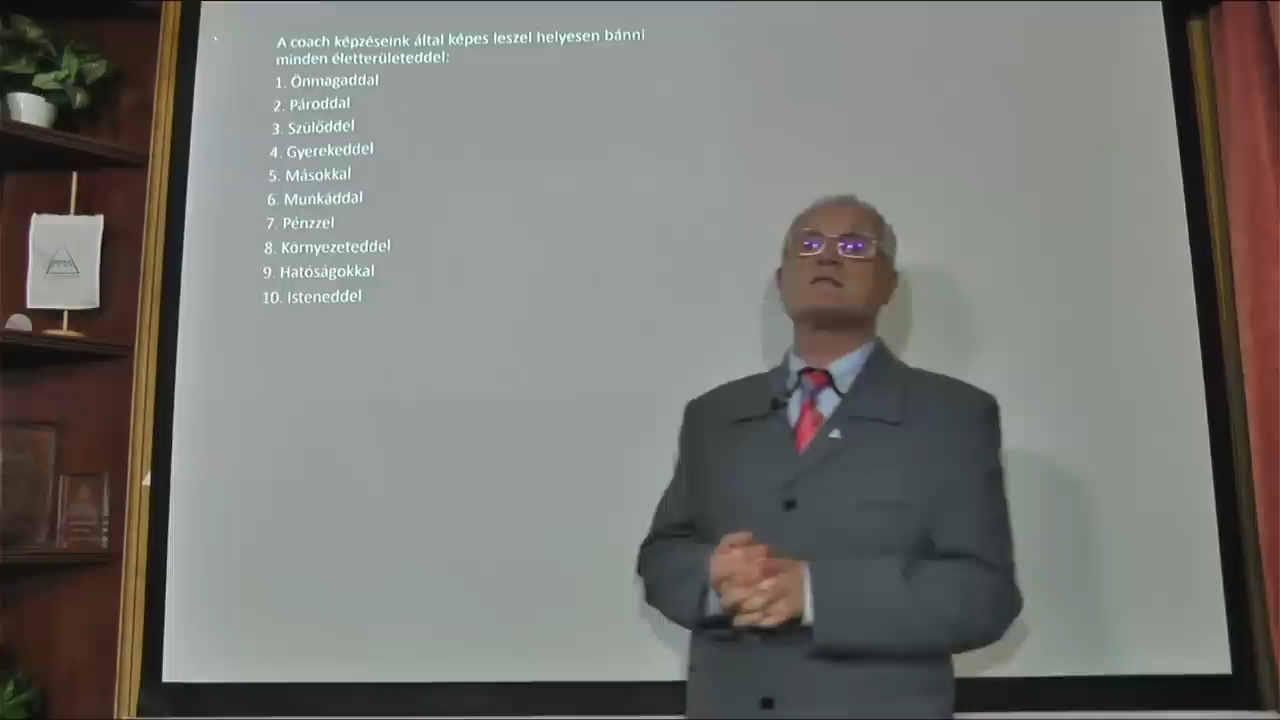 A coach képzéseink által képes leszel helyesen bánni
minden életterületeddel:
1. Önmagaddal
2. Pároddal
3. Szülőddel
4. Gyerekeddel
5. Másokkal
6. Munkáddal
7. Pénzzel
8. Környezeteddel
9. Hatóságokkal
10. Isteneddel